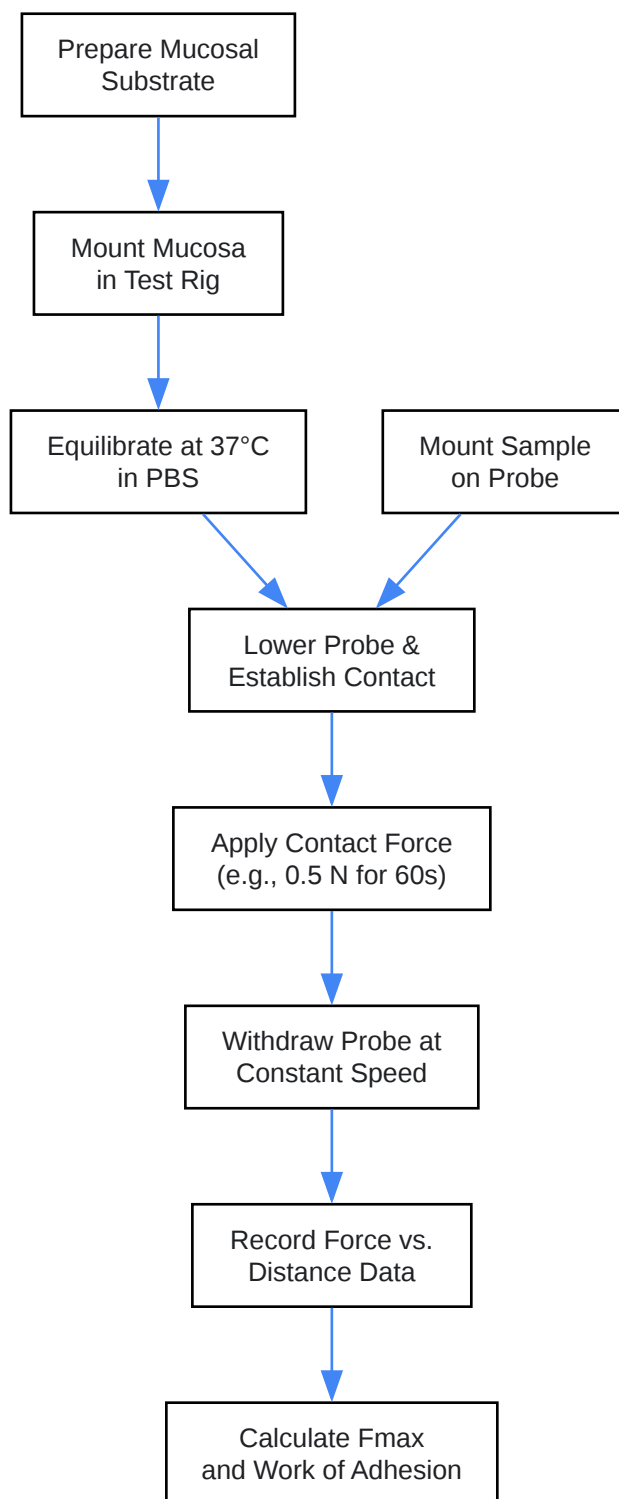 Prepare Mucosal
Substrate
Mount Mucosa
in Test Rig
Equilibrate at 37°C
in PBS
Mount Sample
on Probe
Lower Probe &
Establish Contact
Apply Contact Force
(e.g., 0.5 N for 60s)
Withdraw Probe at
Constant Speed
Record Force vs.
Distance Data
Calculate Fmax
and Work of Adhesion